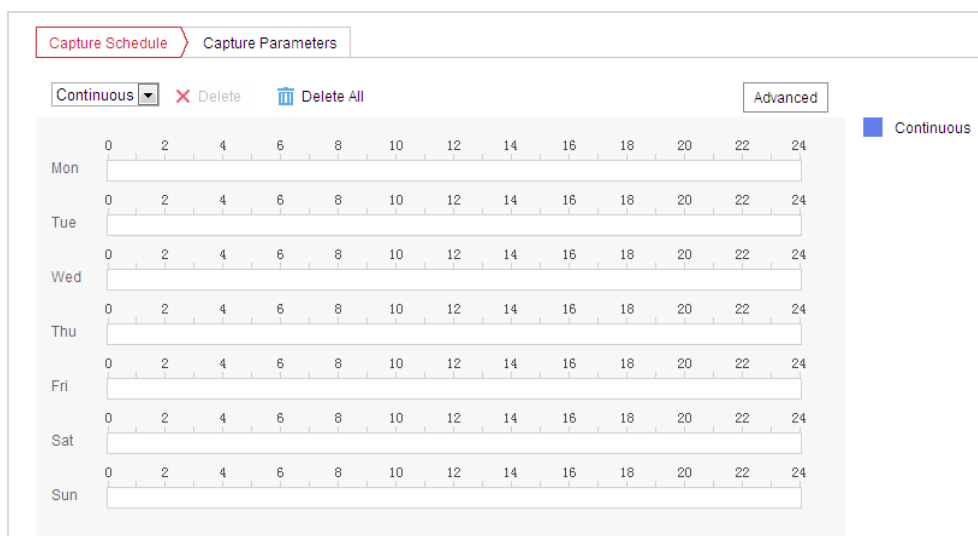 Capture Schedule Capture Parameters
Continuous Delete Delete All Advanced
Continuous
0 2 4 6 8 10 12 14 16 18 20 22 24
Mon
0 2 4 6 8 10 12 14 16 18 20 22 24
Tue
0 2 4 6 8 10 12 14 16 18 20 22 24
Wed
0 2 4 6 8 10 12 14 16 18 20 22 24
Thu
0 2 4 6 8 10 12 14 16 18 20 22 24
Fri
0 2 4 6 8 10 12 14 16 18 20 22 24
Sat
0 2 4 6 8 10 12 14 16 18 20 22 24
Sun